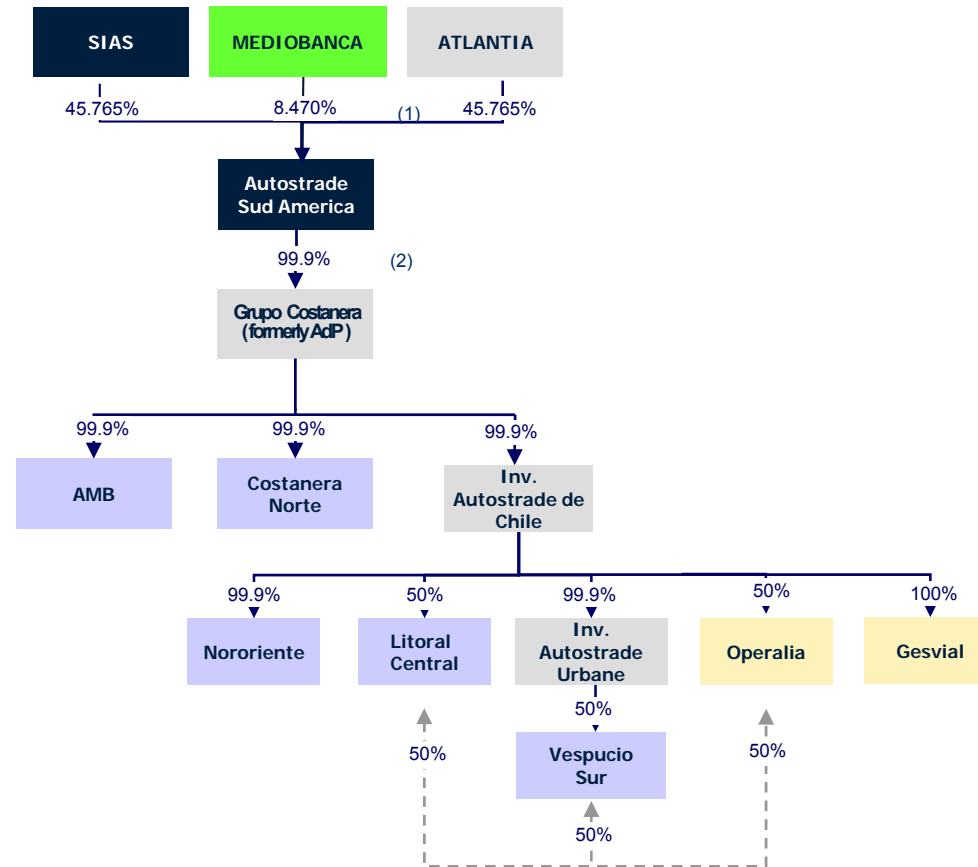 SIAS
MEDIOBANCA
ATLANTIA
45.765%
8.470%
(1)
45.765%
Autostrade
Sud America
99.9%
(2)
Grupo Costanera
(formerly AdP)
99.9%
99.9%
99.9%
AMB
Costanera
Norte
Inv.
Autostrade de
Chile
99.9%
50%
99.9%
50%
100%
Nororiente
Litoral
Central
Inv.
Autostrade
Urbane
Operalia
Gesvial
50%
50%
50%
Vespucio
Sur
50%